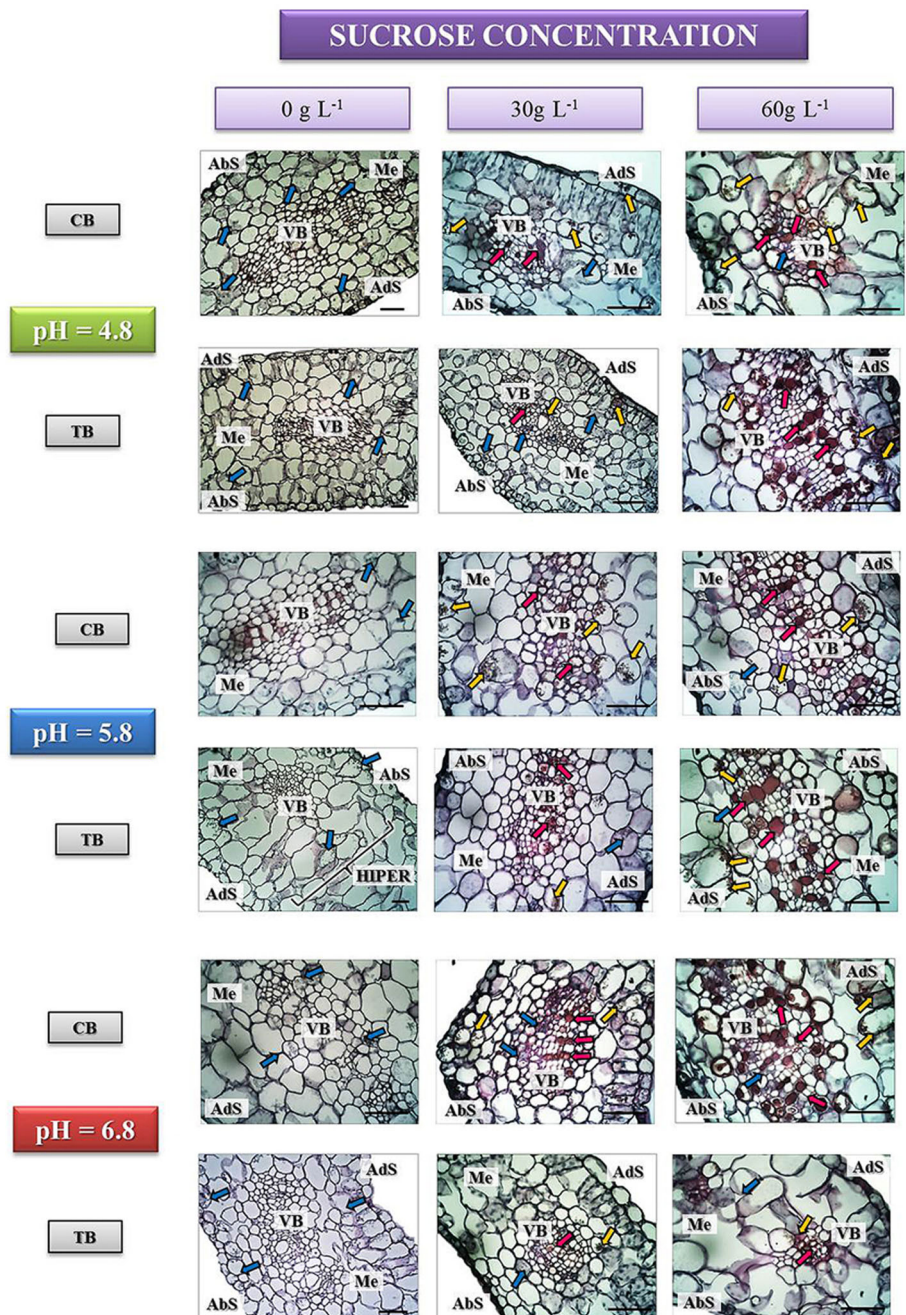 SUCROSE CONCENTRATION
0 g L-1
30g L-1
60g L-1
CB
AbS
Me
VB
AdS
AdS
VB
Me
AbS
Me
VB
AbS
pH = 4.8
TB
AdS
VB
Me
AbS
VB
AdS
Me
AbS
AdS
VB
CB
VB
Me
Me
VB
AdS
Me
VB
AbS
pH = 5.8
TB
Me
AbS
VB
HIPER
AdS
AbS
VB
Me
AdS
AbS
VB
Me
CB
Me
VB
AdS
VB
AbS
AdS
VB
AbS
pH = 6.8
TB
AdS
VB
Me
AbS
Me
AdS
VB
AbS
AdS
Me
VB
AbS